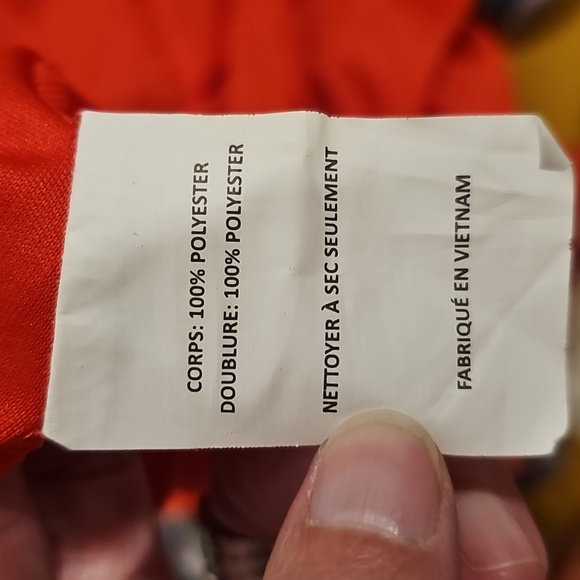 CORPS: 100% POLYESTER
DOUBLURE: 100% POLYESTER
NETTOYER À SEC SEULEMENT
FABRIQUÉ EN VIETNAM